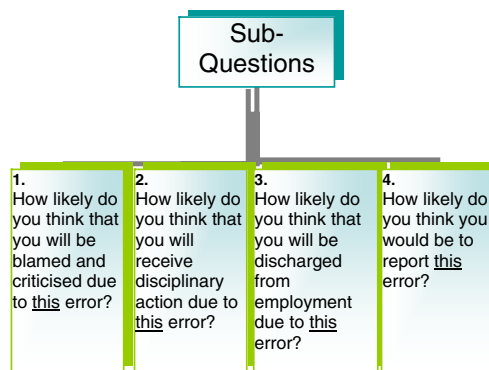 Sub-
Questions
1.
How likely do
you think that
you will be
blamed and
criticised due
to this error?
2.
How likely do
you think that
you will
receive
disciplinary
action due to
this error?
3.
How likely do
you think that
you will be
discharged
from
employment
due to this
error?
4.
How likely do
you think you
would be to
report this
error?